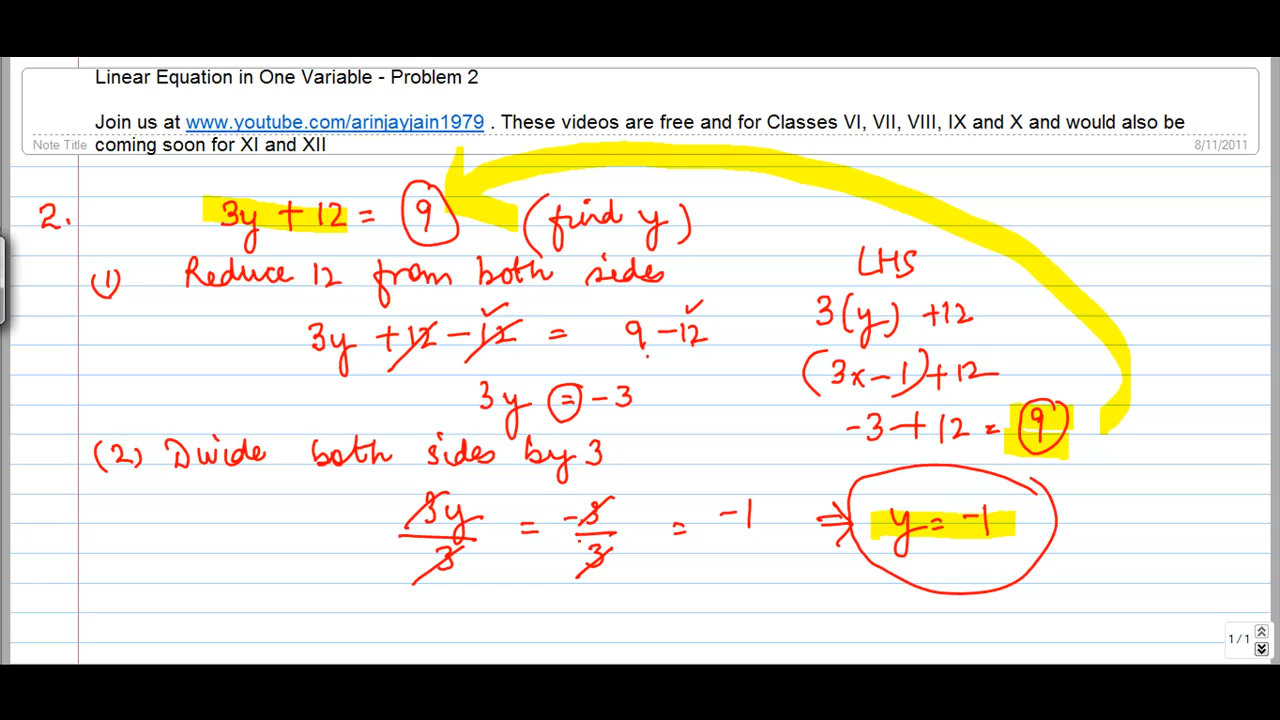 Linear Equation in One Variable - Problem 2
Join us at www.youtube.com/arinjayjain1979 . These videos are free and for Classes VI, VII, VIII, IX and X and would also be
Note Title coming soon for XI and XII 8/11/2011
2. 3y + 12 = 9 (find y)
(1) Reduce 12 from both sides
3y + 12 - 12 = 9 - 12
3y = -3
(2) Divide both sides by 3
3y/3 = -3/3 = -1 ⇒ y = -1
LHS
3(y) + 12
(3x-1) + 12
-3 + 12 = 9
1 / 1